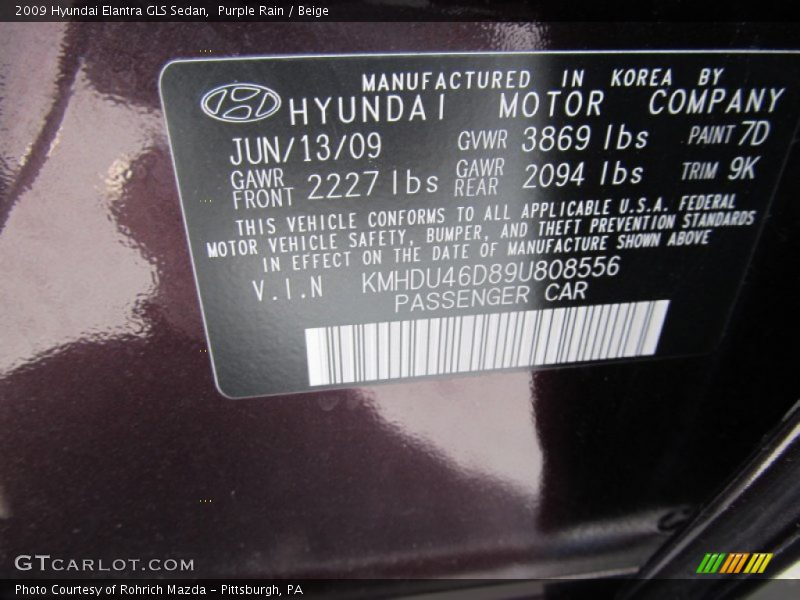 2009 Hyundai Elantra GLS Sedan,  Purple Rain / Beige
MANUFACTURED IN KOREA BY
HYUNDAI MOTOR COMPANY
JUN/13/09 GVWR 3869 lbs PAINT 7D
GAWR FRONT 2227 lbs GAWR REAR 2094 lbs TRIM 9K
THIS VEHICLE CONFORMS TO ALL APPLICABLE U.S.A. FEDERAL
MOTOR VEHICLE SAFETY, BUMPER, AND THEFT PREVENTION STANDARDS
IN EFFECT ON THE DATE OF MANUFACTURE SHOWN ABOVE
V.I.N KMHDU46D89U808556
PASSENGER CAR
GTCARLOT.COM
Photo Courtesy of Rohrich Mazda - Pittsburgh, PA